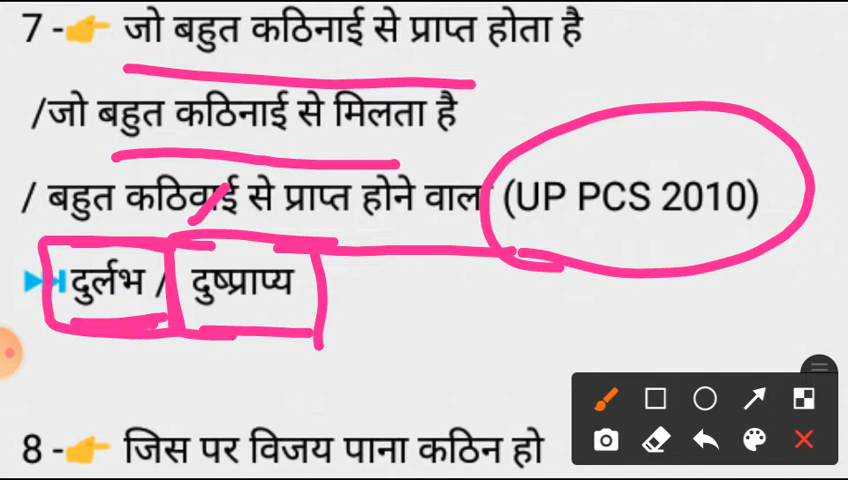 7 -👉 जो बहुत कठिनाई से प्राप्त होता है
/जो बहुत कठिनाई से मिलता है
/ बहुत कठिवाई से प्राप्त होने वाला (UP PCS 2010)
⏭दुर्लभ / दुष्प्राप्य
8 -👉 जिस पर विजय पाना कठिन हो